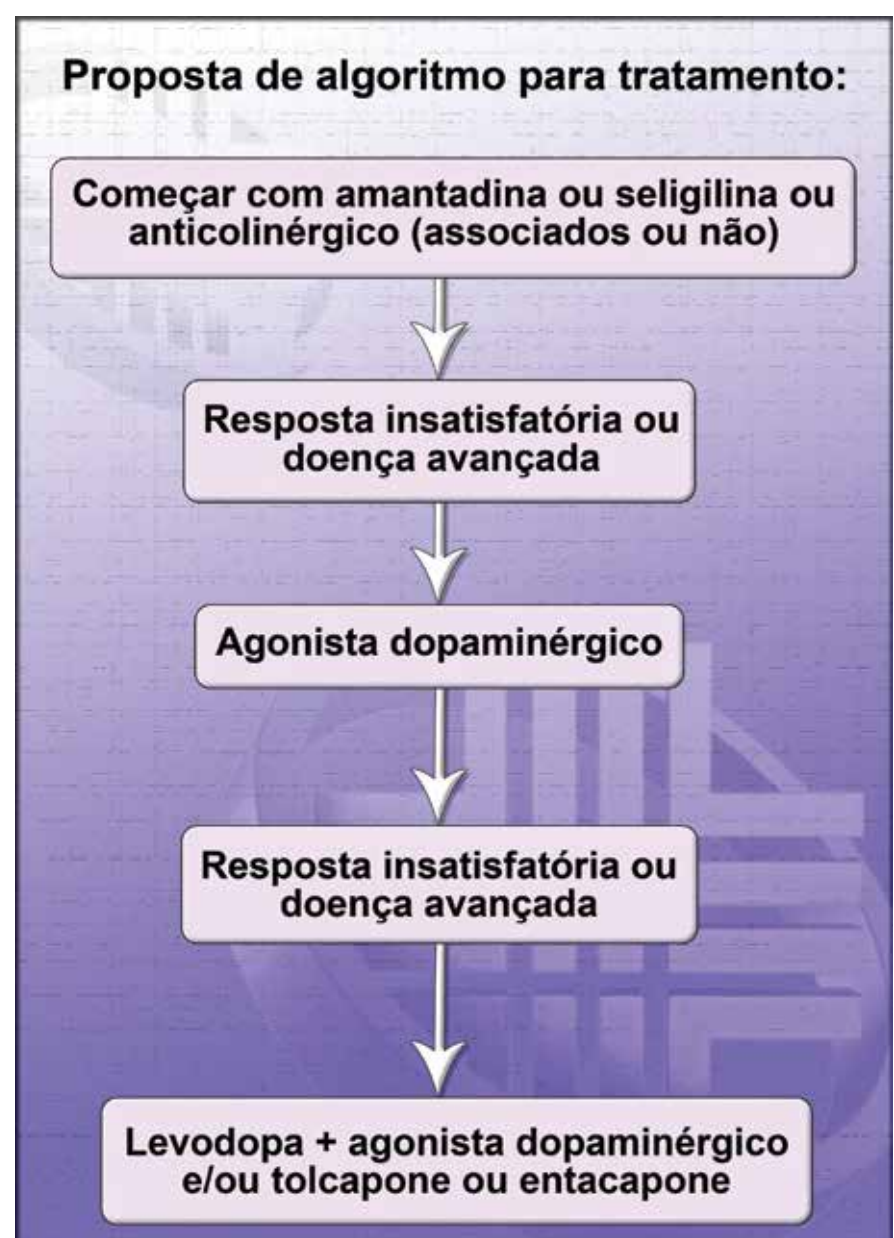 Proposta de algoritmo para tratamento:
Começar com amantadina ou seligilina ou
anticolinérgico (associados ou não)
Resposta insatisfatória ou
doença avançada
Agonista dopaminérgico
Resposta insatisfatória ou
doença avançada
Levodopa + agonista dopaminérgico
e/ou tolcapone ou entacapone